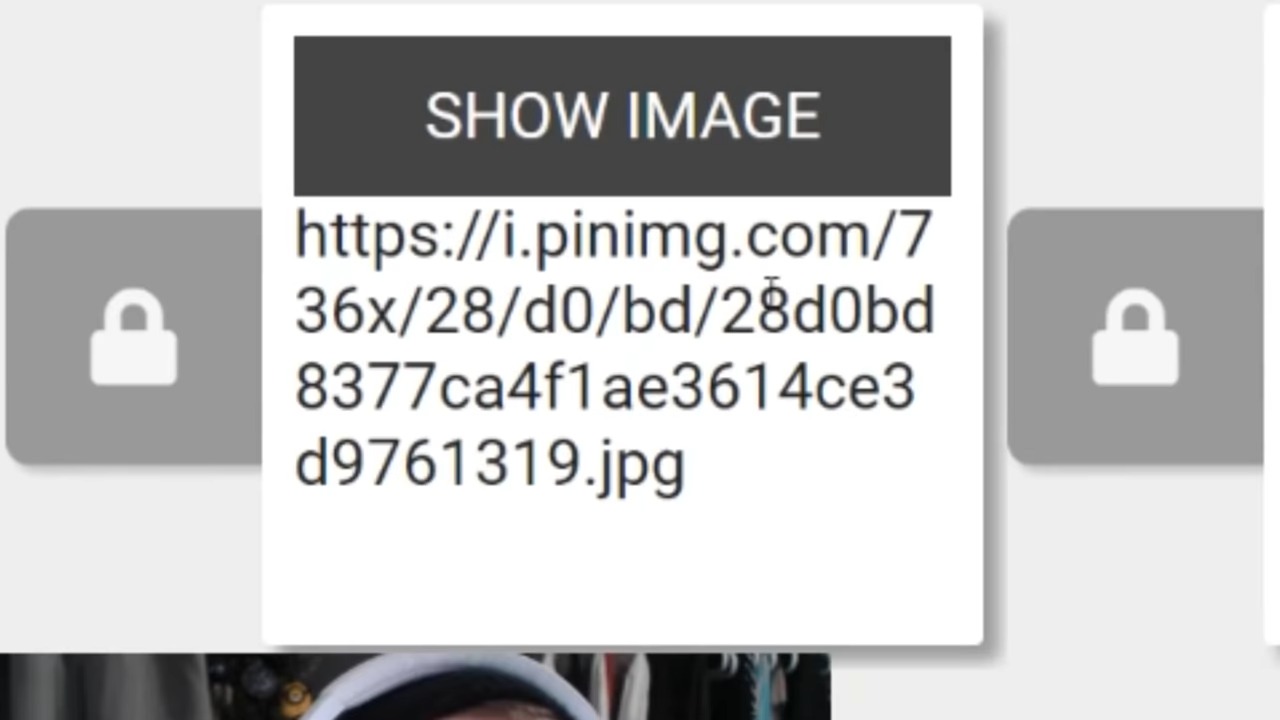 SHOW IMAGE
https://i.pinimg.com/7
36x/28/d0/bd/28d0bd
8377ca4f1ae3614ce3
d9761319.jpg